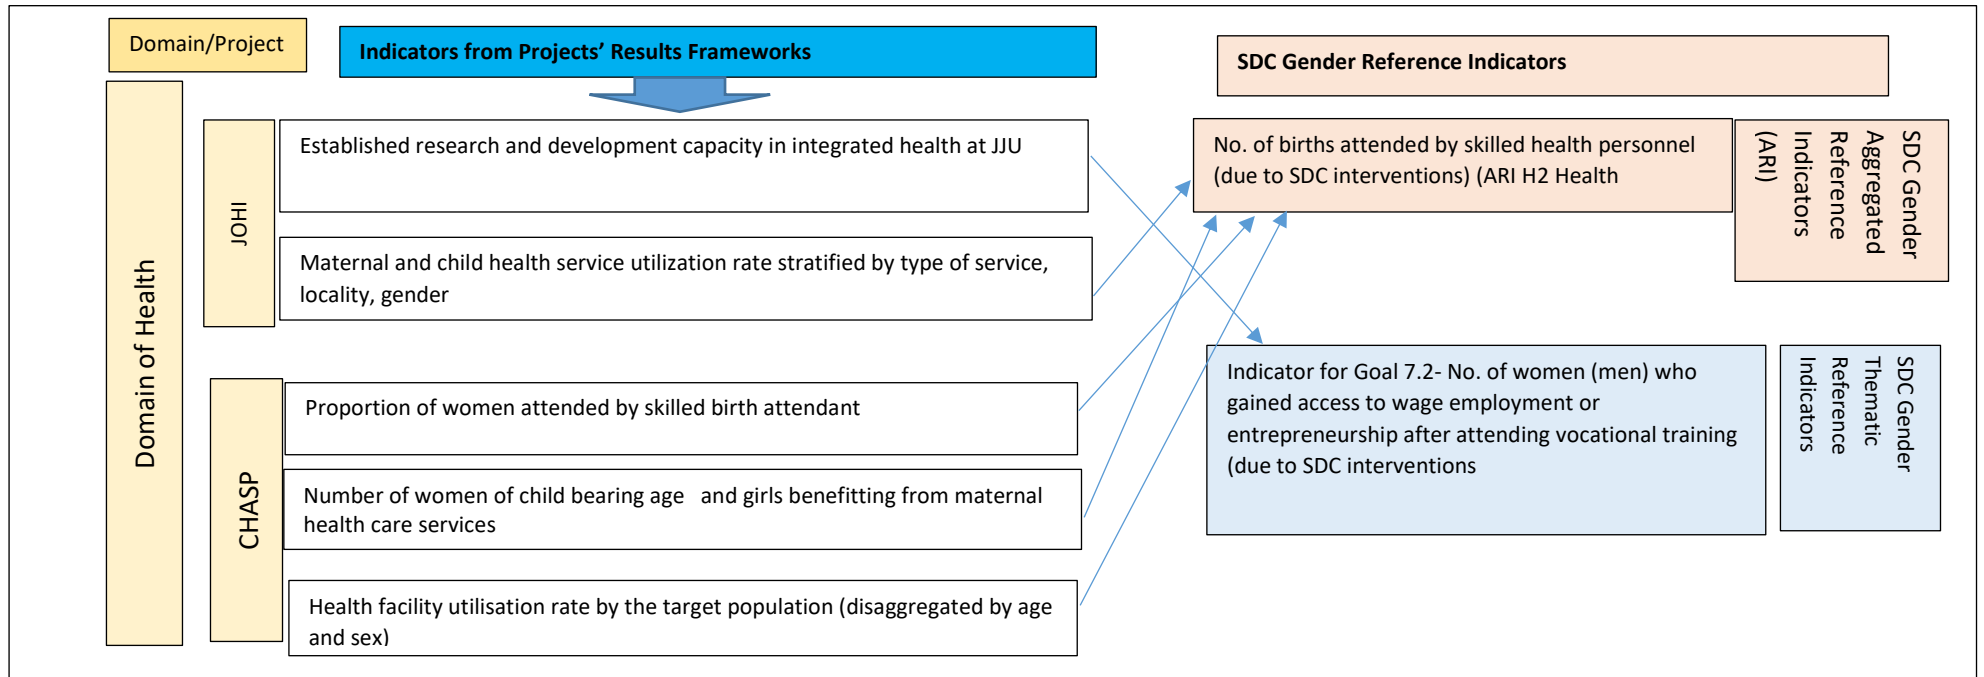 Domain/Project
Indicators from Projects’ Results Frameworks
SDC Gender Reference Indicators
Domain of Health
JOHI
Established research and development capacity in integrated health at JJU
Maternal and child health service utilization rate stratified by type of service,
locality, gender
CHASP
Proportion of women attended by skilled birth attendant
Number of women of child bearing age   and girls benefitting from maternal
health care services
Health facility utilisation rate by the target population (disaggregated by age
and sex)
No. of births attended by skilled health personnel
(due to SDC interventions) (ARI H2 Health
SDC Gender
Aggregated
Reference
Indicators
(ARI)
Indicator for Goal 7.2- No. of women (men) who
gained access to wage employment or
entrepreneurship after attending vocational training
(due to SDC interventions
SDC Gender
Thematic
Reference
Indicators